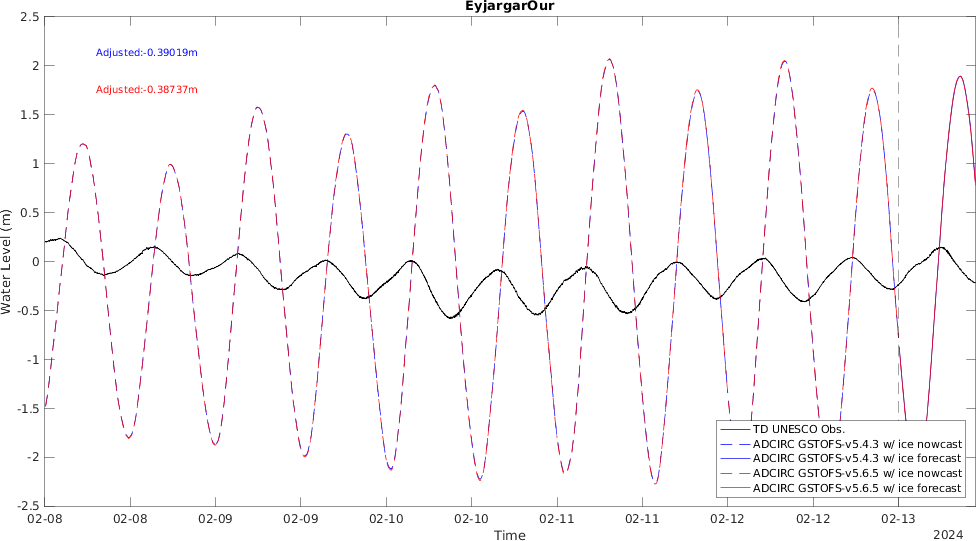 EyjargarOur
2.5
2
1.5
1
0.5
0
-0.5
-1
-1.5
-2
-2.5
Water Level (m)
Adjusted:-0.39019m
Adjusted:-0.38737m
TD UNESCO Obs.
ADCIRC GSTOFS-v5.4.3 w/ ice nowcast
ADCIRC GSTOFS-v5.4.3 w/ ice forecast
ADCIRC GSTOFS-v5.6.5 w/ ice nowcast
ADCIRC GSTOFS-v5.6.5 w/ ice forecast
02-08 02-08 02-09 02-09 02-10 02-10 02-11 02-11 02-12 02-12 02-13
Time
2024